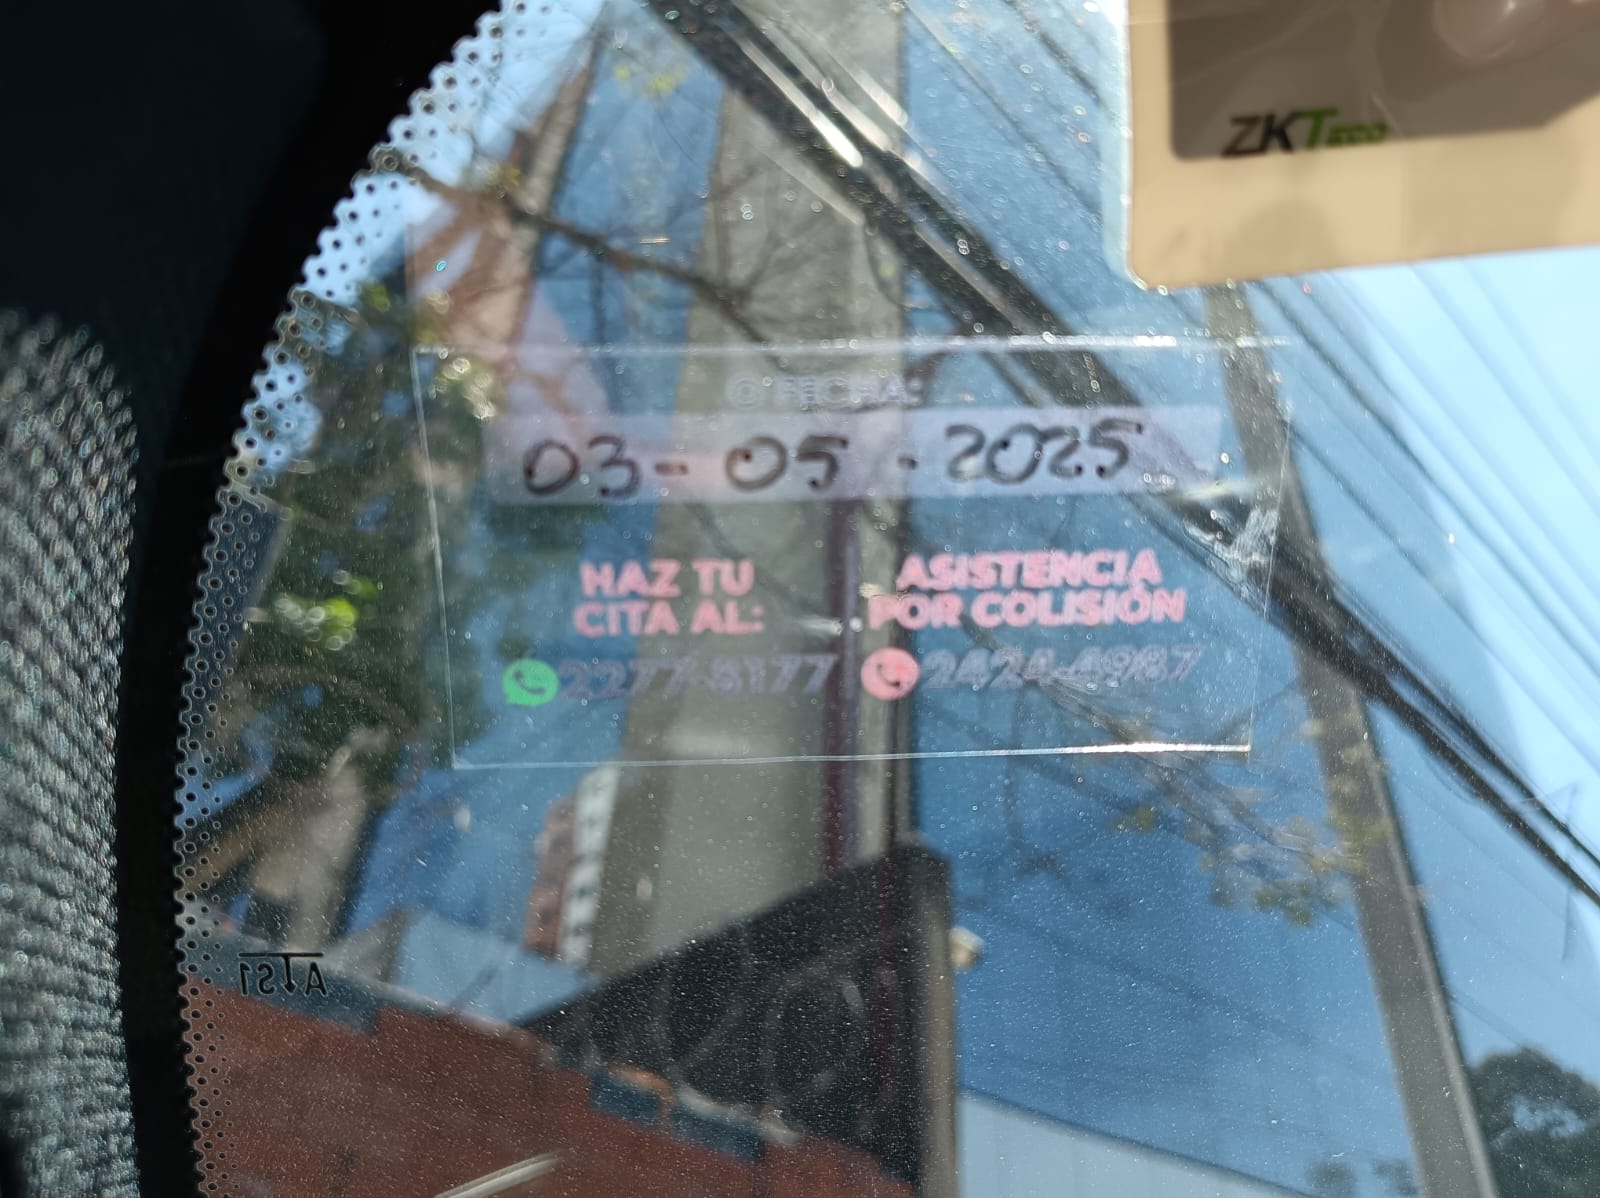 ZKTeco
@ FECHA:
03-05-2025
HAZ TU
CITA AL:
2277-8177
ASISTENCIA
POR COLISIÓN
2424-4987
AS1